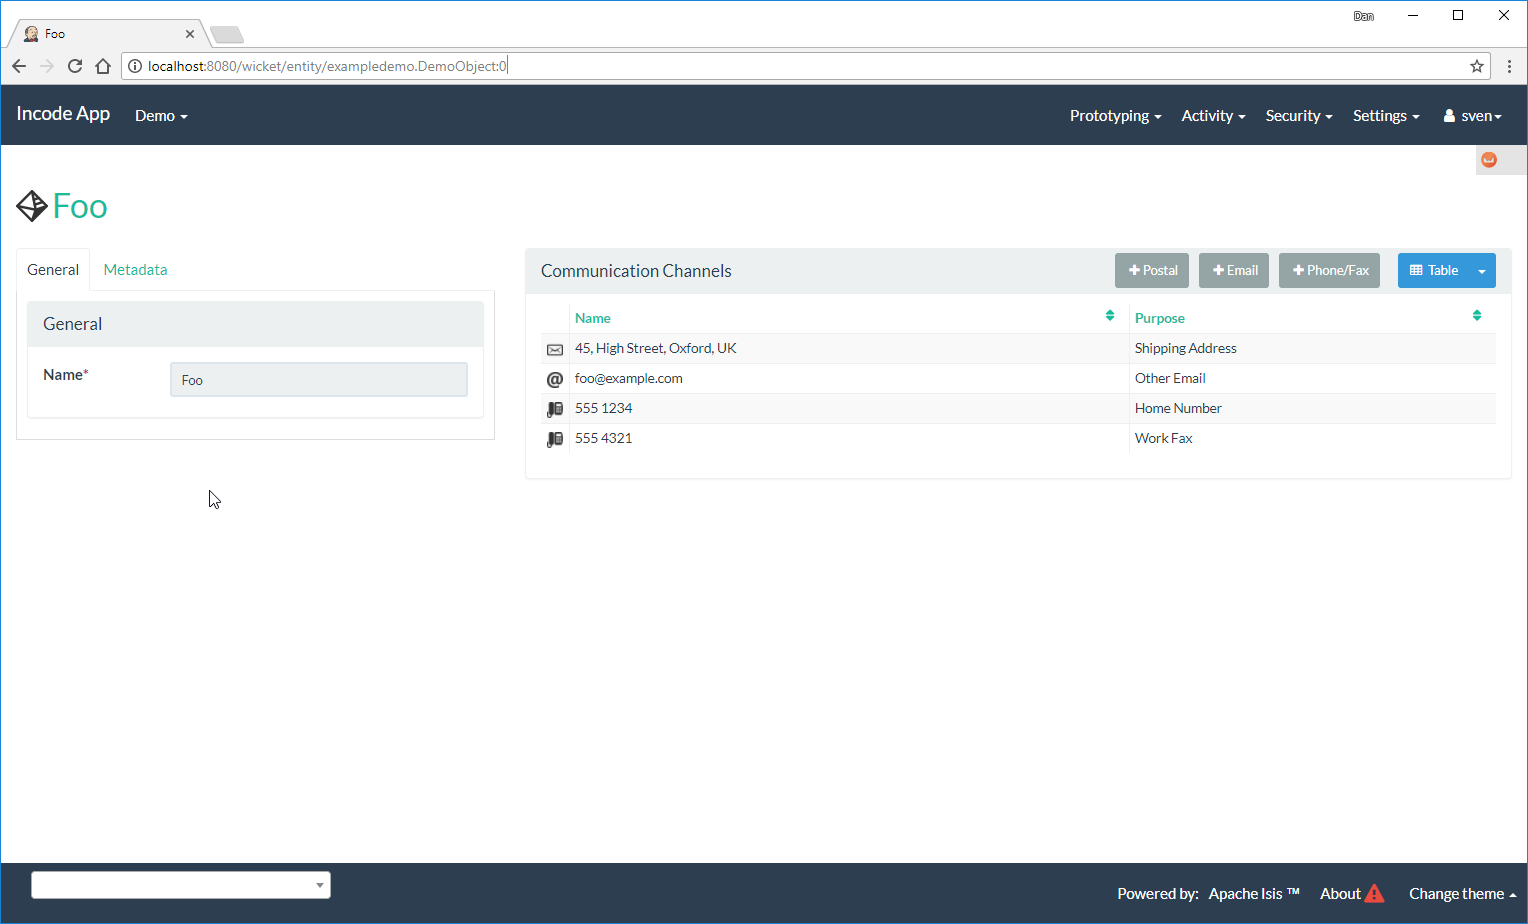 Foo
Dan
localhost:8080/wicket/entity/exampledemo.DemoObject:0
Incode App Demo Prototyping Activity Security Settings sven
Foo
General Metadata
General
Name* Foo
Communication Channels Postal Email Phone/Fax Table
Name Purpose
45, High Street, Oxford, UK Shipping Address
foo@example.com Other Email
555 1234 Home Number
555 4321 Work Fax
Powered by: Apache Isis ™ About Change theme